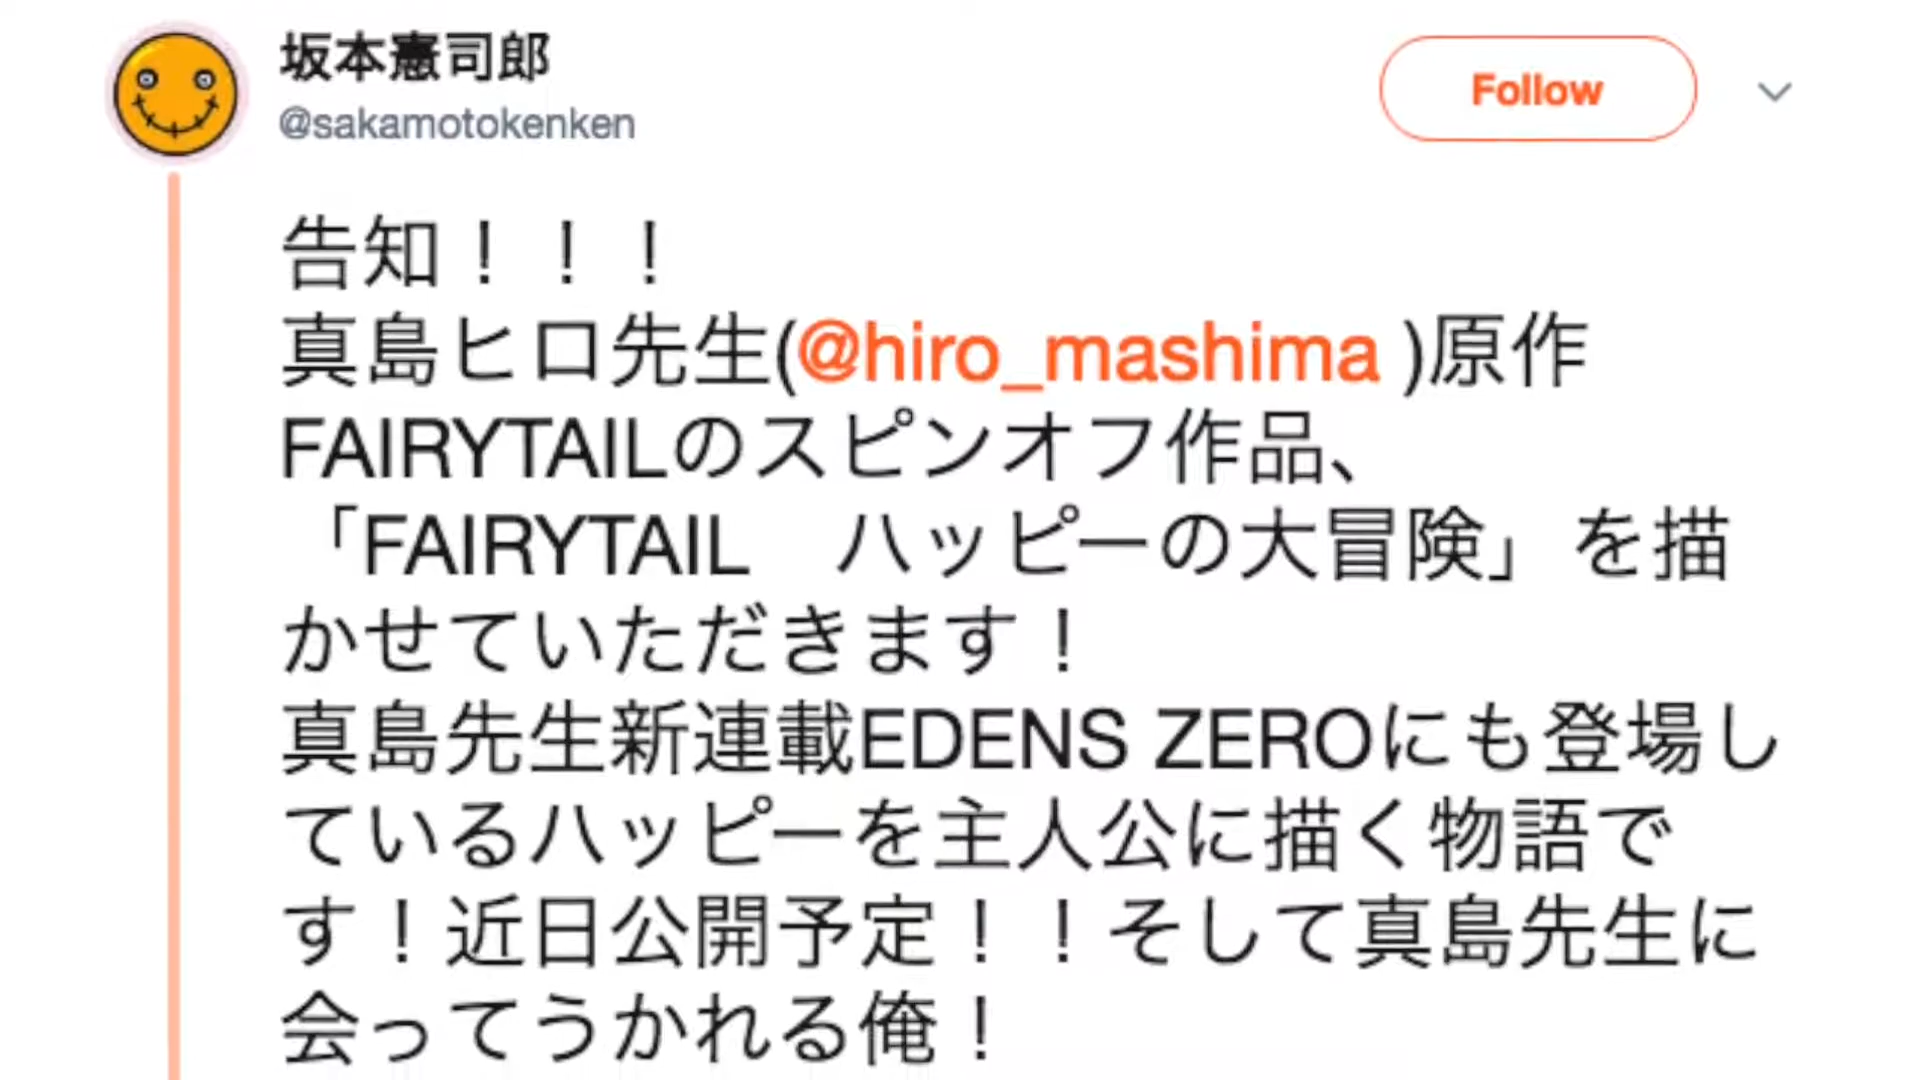 坂本憲司郎
@sakamotokenken
Follow
告知！！！
真島ヒロ先生(@hiro_mashima )原作
FAIRYTAILのスピンオフ作品、
「FAIRYTAIL　ハッピーの大冒険」を描
かせていただきます！
真島先生新連載EDENS ZEROにも登場し
ているハッピーを主人公に描く物語で
す！近日公開予定！！そして真島先生に
会ってうかれる俺！